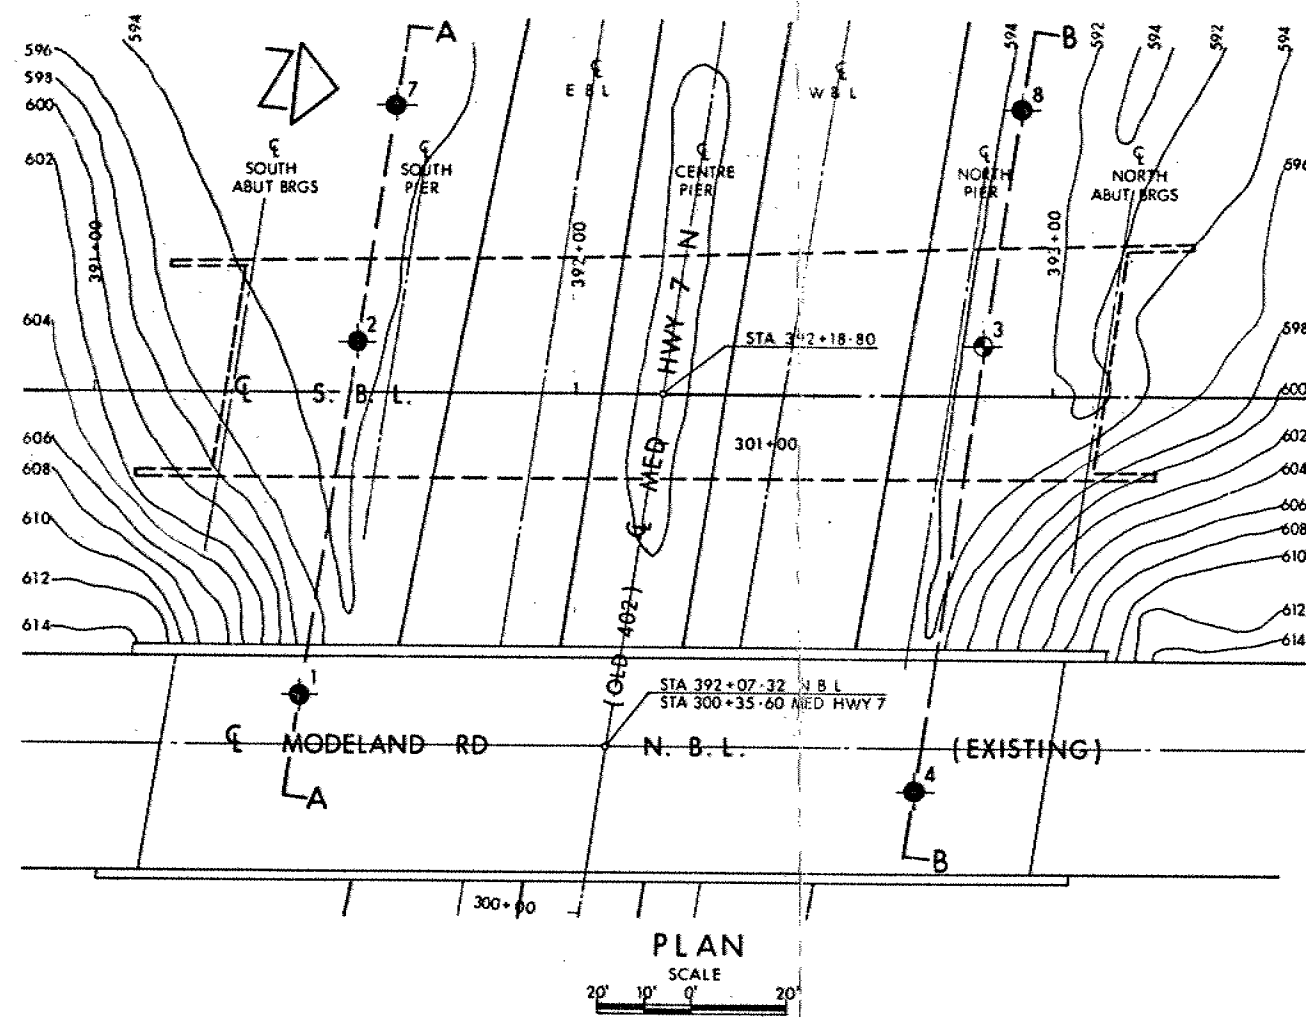 594
A
594
B
592
594
592
594
596
598
600
602
7
℄
E B L
℄
W B L
8
℄
SOUTH
ABUT BRGS
℄
SOUTH
PIER
℄
CENTRE
PIER
℄
NORTH
PIER
℄
NORTH
ABUT BRGS
596
391+00
392+00
393+00
2
3
604
598
STA 392+18·80
℄ S. B. L.
℄ MED HWY 7 N
(OLD 402)
600
301+00
606
608
610
612
614
602
604
606
608
610
612
614
1
STA 392+07·32 N B L
STA 300+35·60 MED HWY 7
℄ MODELAND RD N. B. L. (EXISTING)
4
A
B
300+00
PLAN
SCALE
20' 10' 0' 20'